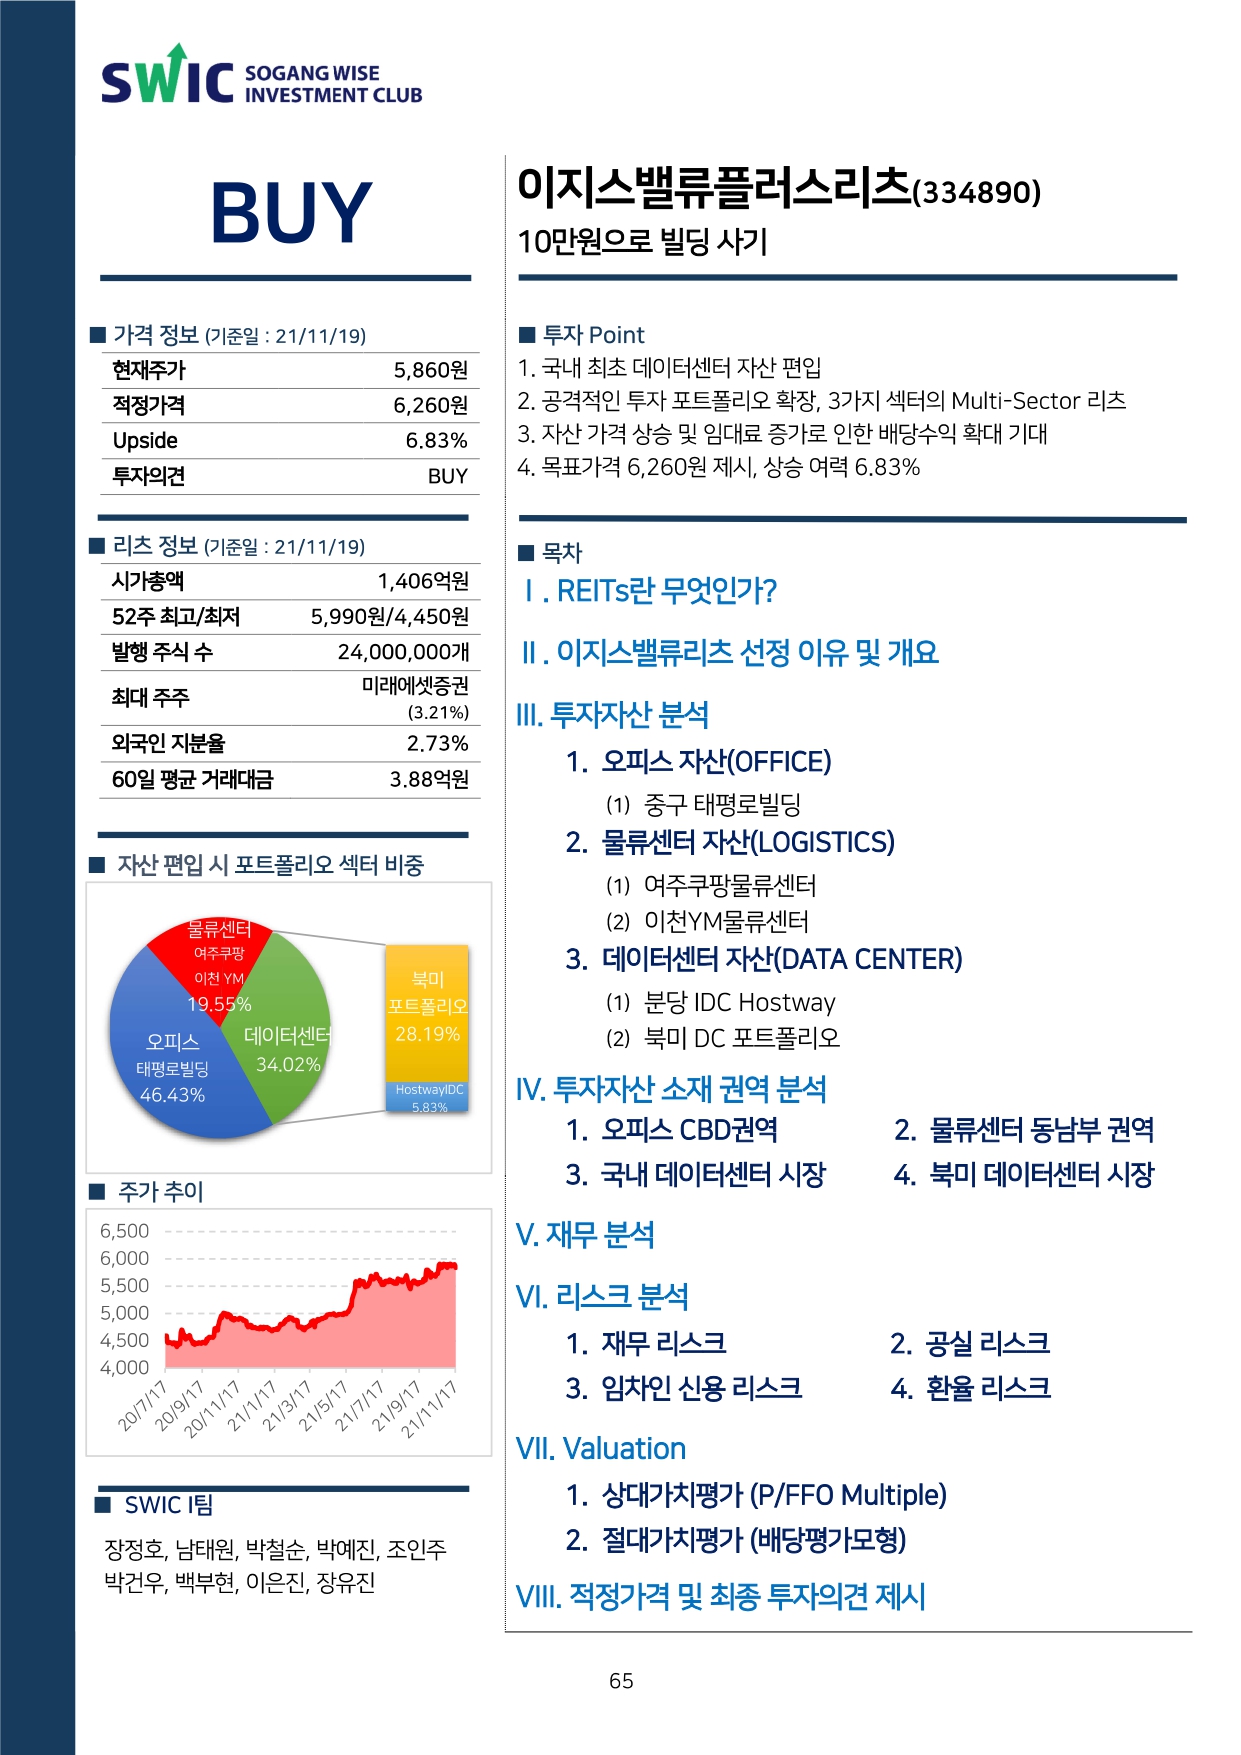 SWIC SOGANG WISE
INVESTMENT CLUB
BUY
이지스밸류플러스리츠(334890)
10만원으로 빌딩 사기
■ 가격 정보 (기준일 : 21/11/19)
현재주가 5,860원
적정가격 6,260원
Upside 6.83%
투자의견 BUY
■ 리츠 정보 (기준일 : 21/11/19)
시가총액 1,406억원
52주 최고/최저 5,990원/4,450원
발행 주식 수 24,000,000개
최대 주주 미래에셋증권
(3.21%)
외국인 지분율 2.73%
60일 평균 거래대금 3.88억원
■ 자산 편입 시 포트폴리오 섹터 비중
물류센터
여주쿠팡
이천 YM
19.55%
오피스
태평로빌딩
46.43%
데이터센터
34.02%
북미
포트폴리오
28.19%
HostwayIDC
5.83%
■ 주가 추이
6,500
6,000
5,500
5,000
4,500
4,000
20/7/17
20/9/17
20/11/17
21/1/17
21/3/17
21/5/17
21/7/17
21/9/17
21/11/17
■ SWIC I팀
장정호, 남태원, 박철순, 박예진, 조인주
박건우, 백부현, 이은진, 장유진
■ 투자 Point
1. 국내 최초 데이터센터 자산 편입
2. 공격적인 투자 포트폴리오 확장, 3가지 섹터의 Multi-Sector 리츠
3. 자산 가격 상승 및 임대료 증가로 인한 배당수익 확대 기대
4. 목표가격 6,260원 제시, 상승 여력 6.83%
■ 목차
Ⅰ. REITs란 무엇인가?
Ⅱ. 이지스밸류리츠 선정 이유 및 개요
III. 투자자산 분석
1. 오피스 자산(OFFICE)
(1) 중구 태평로빌딩
2. 물류센터 자산(LOGISTICS)
(1) 여주쿠팡물류센터
(2) 이천YM물류센터
3. 데이터센터 자산(DATA CENTER)
(1) 분당 IDC Hostway
(2) 북미 DC 포트폴리오
IV. 투자자산 소재 권역 분석
1. 오피스 CBD권역 2. 물류센터 동남부 권역
3. 국내 데이터센터 시장 4. 북미 데이터센터 시장
V. 재무 분석
VI. 리스크 분석
1. 재무 리스크 2. 공실 리스크
3. 임차인 신용 리스크 4. 환율 리스크
VII. Valuation
1. 상대가치평가 (P/FFO Multiple)
2. 절대가치평가 (배당평가모형)
VIII. 적정가격 및 최종 투자의견 제시
65